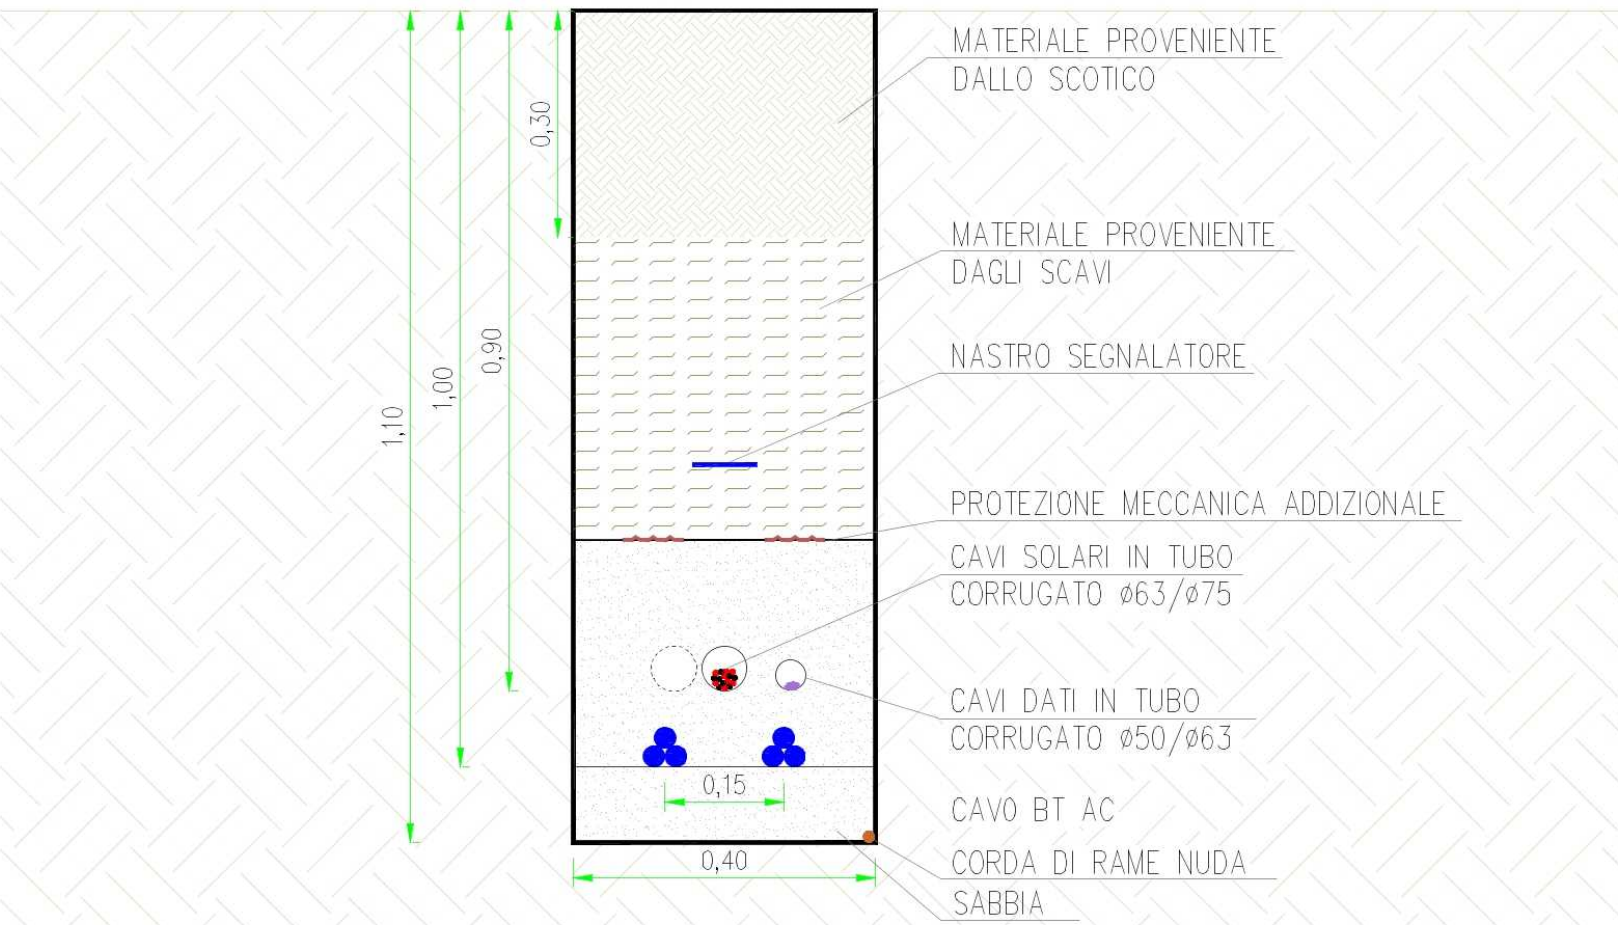 MATERIALE PROVENIENTE
DALLO SCOTICO
0,30
MATERIALE PROVENIENTE
DAGLI SCAVI
0,90
NASTRO SEGNALATORE
1,00
1,10
PROTEZIONE MECCANICA ADDIZIONALE
CAVI SOLARI IN TUBO
CORRUGATO ø63/ø75
CAVI DATI IN TUBO
CORRUGATO ø50/ø63
0,15
CAVO BT AC
0,40
CORDA DI RAME NUDA
SABBIA